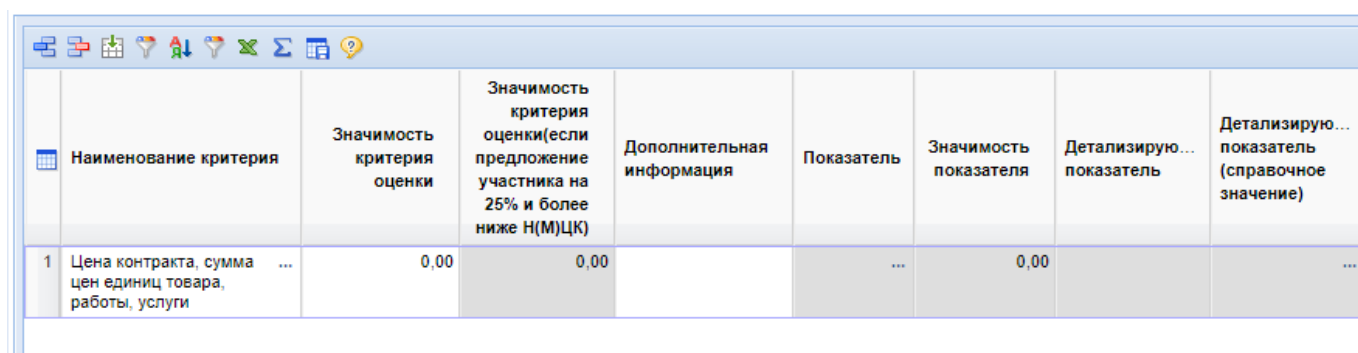 Наименование критерия
Значимость
критерия
оценки
Значимость
критерия
оценки(если
предложение
участника на
25% и более
ниже Н(М)ЦК)
Дополнительная
информация
Показатель
Значимость
показателя
Детализирую...
показатель
Детализирую...
показатель
(справочное
значение)
1 Цена контракта, сумма ... 0,00 0,00 ... 0,00 ...
цен единиц товара,
работы, услуги